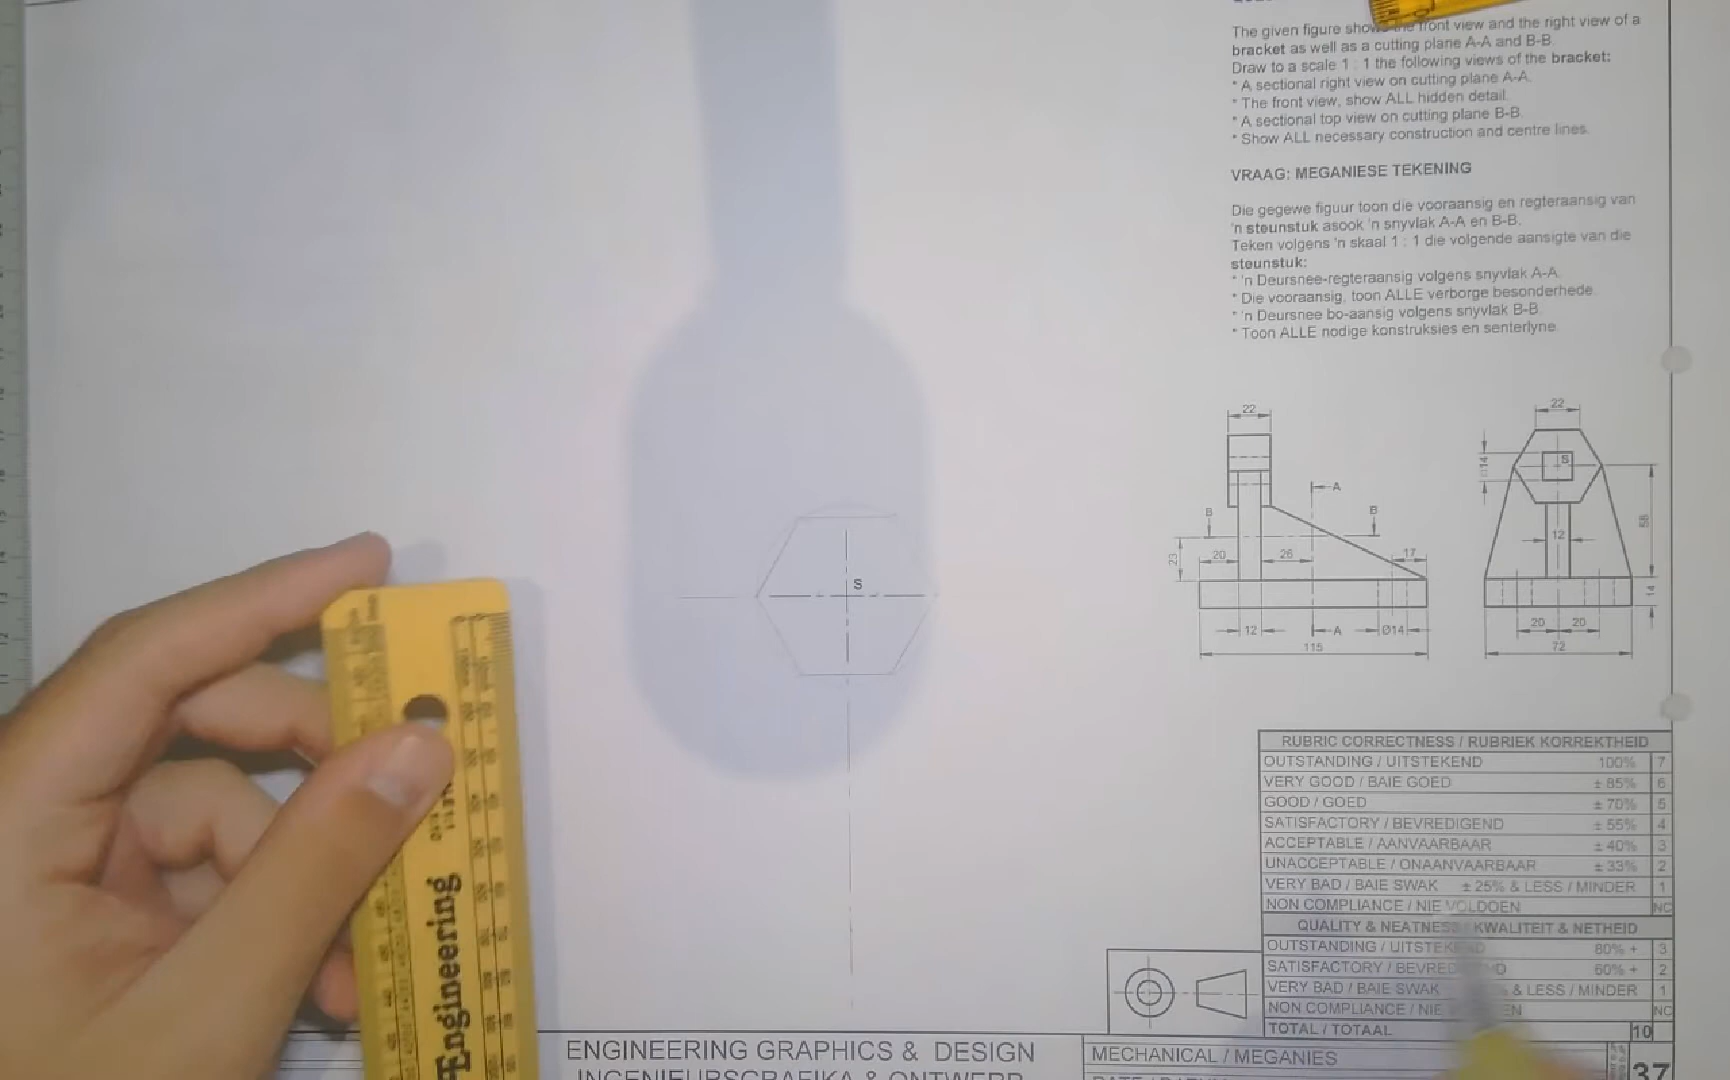 The given figure shows the front view and the right view of a
bracket as well as a cutting plane A-A and B-B.
Draw to a scale 1 : 1 the following views of the bracket:
* A sectional right view on cutting plane A-A.
* The front view, show ALL hidden detail.
* A sectional top view on cutting plane B-B.
* Show ALL necessary construction and centre lines.
VRAAG: MEGANIESE TEKENING
Die gegewe figuur toon die vooraansig en regteraansig van
'n steunstuk asook 'n snyvlak A-A en B-B.
Teken volgens 'n skaal 1 : 1 die volgende aansigte van die
steunstuk:
* 'n Deursnee-regteraansig volgens snyvlak A-A.
* Die vooraansig, toon ALLE verborge besonderhede.
* 'n Deursnee bo-aansig volgens snyvlak B-B.
* Toon ALLE nodige konstruksies en senterlyne.
22
22
14
S
A
B
B
12
23
20
26
17
14
12
A
Ø14
20
20
115
72
S
Engineering
RUBRIC CORRECTNESS / RUBRIEK KORREKTHEID
OUTSTANDING / UITSTEKEND 100% 7
VERY GOOD / BAIE GOED ± 85% 6
GOOD / GOED ± 70% 5
SATISFACTORY / BEVREDIGEND ± 55% 4
ACCEPTABLE / AANVAARBAAR ± 40% 3
UNACCEPTABLE / ONAANVAARBAAR ± 33% 2
VERY BAD / BAIE SWAK ± 25% & LESS / MINDER 1
NON COMPLIANCE / NIE VOLDOEN NC
QUALITY & NEATNESS / KWALITEIT & NETHEID
OUTSTANDING / UITSTEKEND 80% + 3
SATISFACTORY / BEVRED 60% + 2
VERY BAD / BAIE SWAK & LESS / MINDER 1
NON COMPLIANCE / NIE EN NC
TOTAL / TOTAAL 10
ENGINEERING GRAPHICS & DESIGN
INGENIEURSGRAFIKA & ONTWERP
MECHANICAL / MEGANIES
37